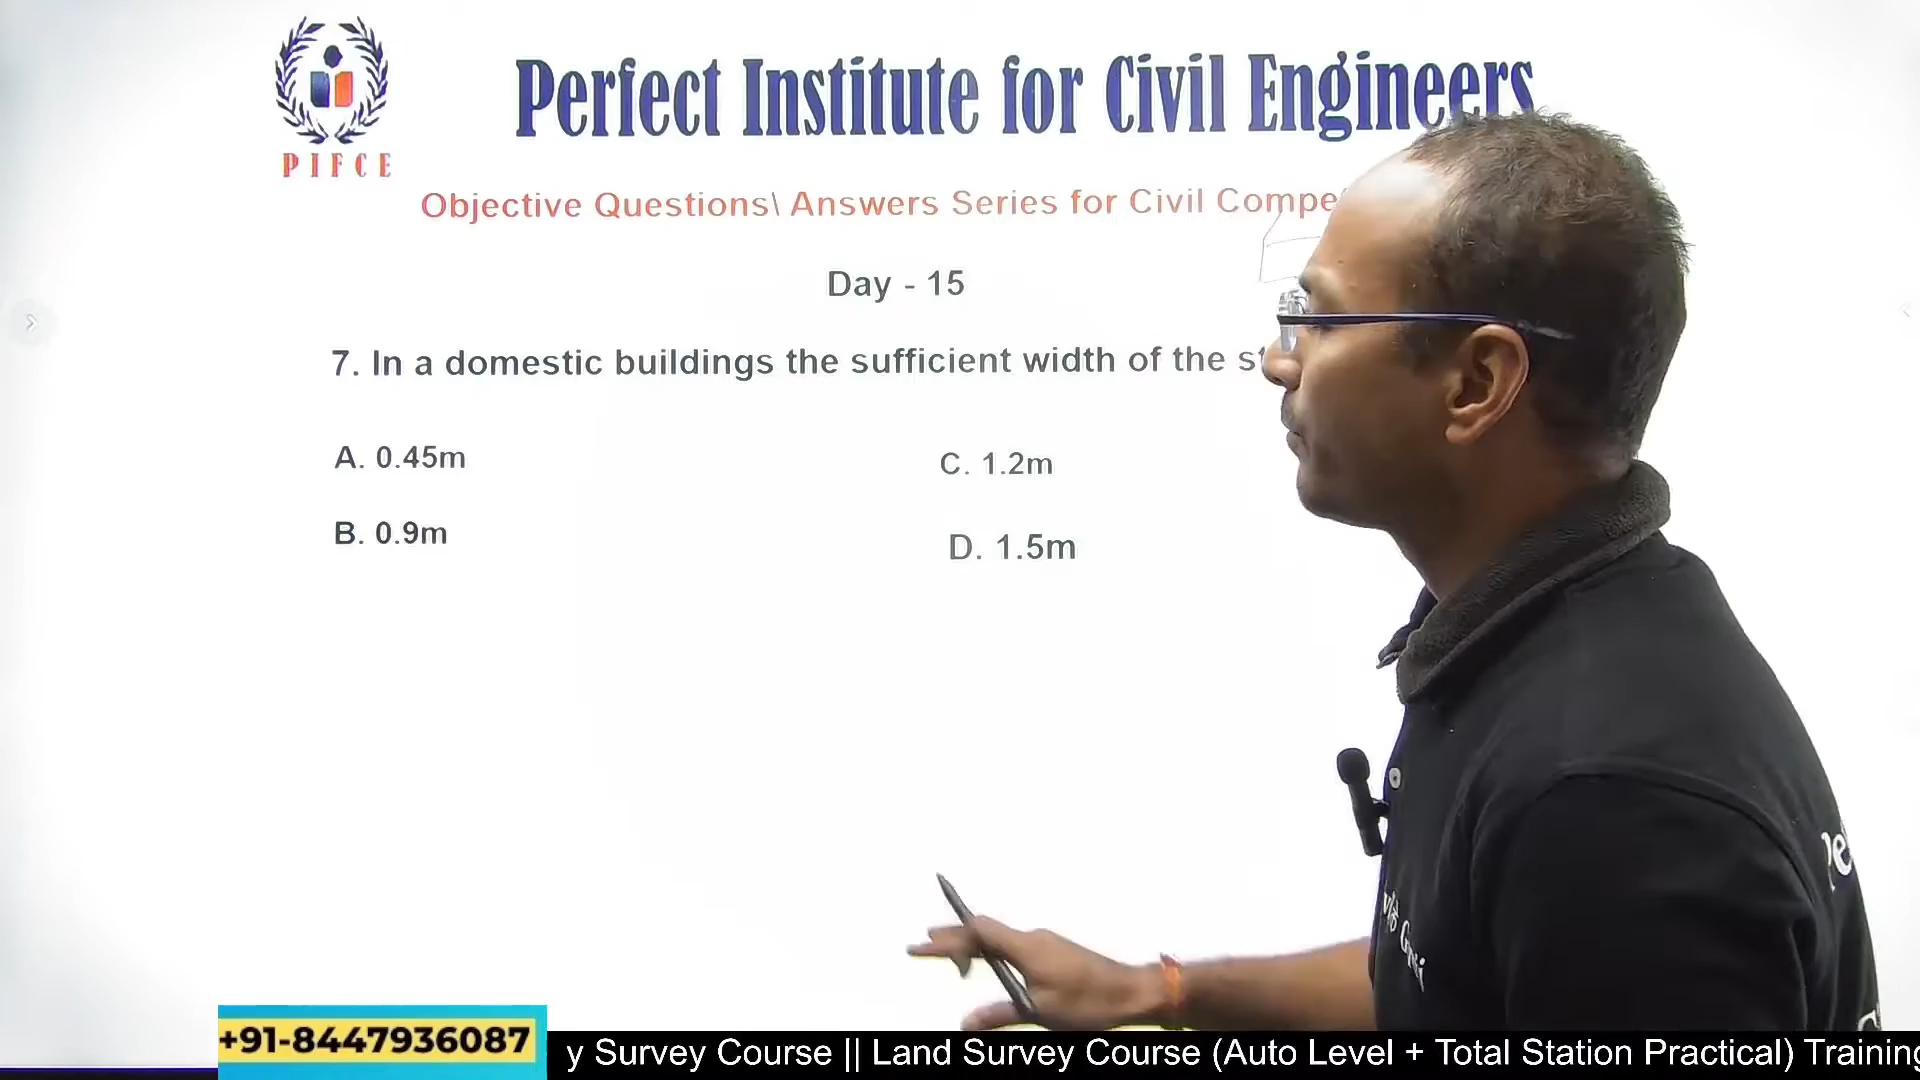 Perfect Institute for Civil Engineers
PIFCE
Objective Questions\ Answers Series for Civil
Day - 15
7. In a domestic buildings the sufficient width of the
A. 0.45m
C. 1.2m
B. 0.9m
D. 1.5m
+91-8447936087
y Survey Course || Land Survey Course (Auto Level + Total Station Practical) Training